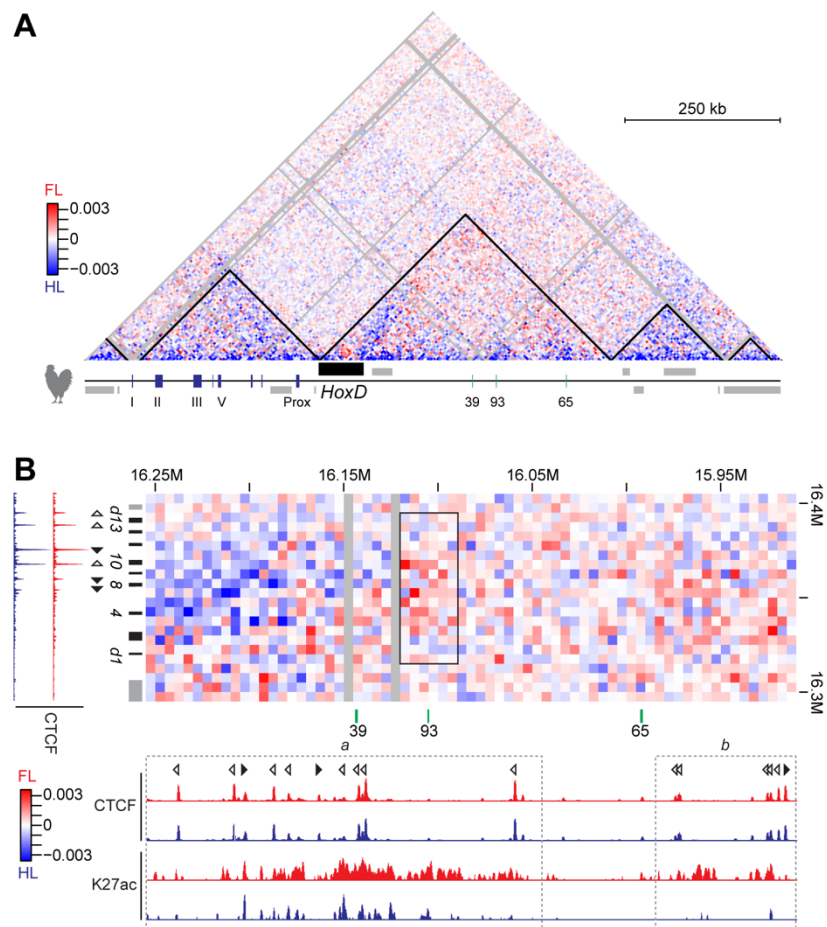 A
250 kb
FL
0.003
0
−0.003
HL
HoxD
I II III V Prox 39 93 65
B
16.25M 16.15M 16.05M 15.95M
16.4M
d13
10
8
4
d1
16.3M
CTCF
39 93 65
a b
FL
0.003
0
−0.003
HL
CTCF
K27ac